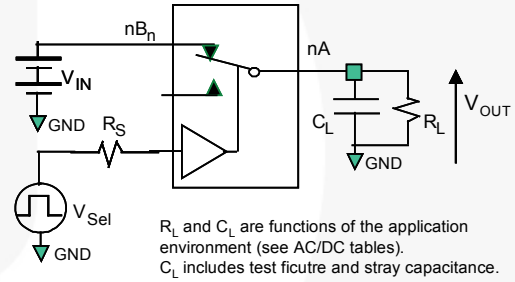 nBn
nA
VIN
GND
RS
CL
RL
VOUT
GND
VSel
GND
RL and CL are functions of the application
environment (see AC/DC tables).
CL includes test ficutre and stray capacitance.